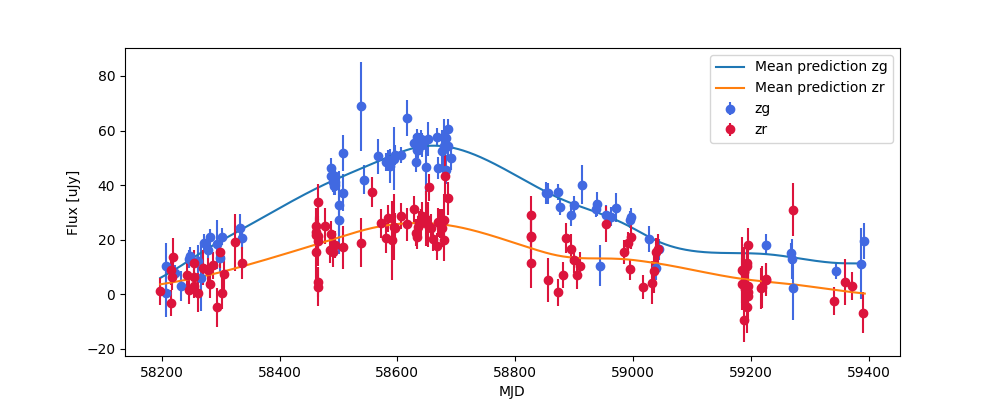 Mean prediction zg
Mean prediction zr
zg
zr
Flux [uJy]
80
60
40
20
0
−20
58200 58400 58600 58800 59000 59200 59400
MJD